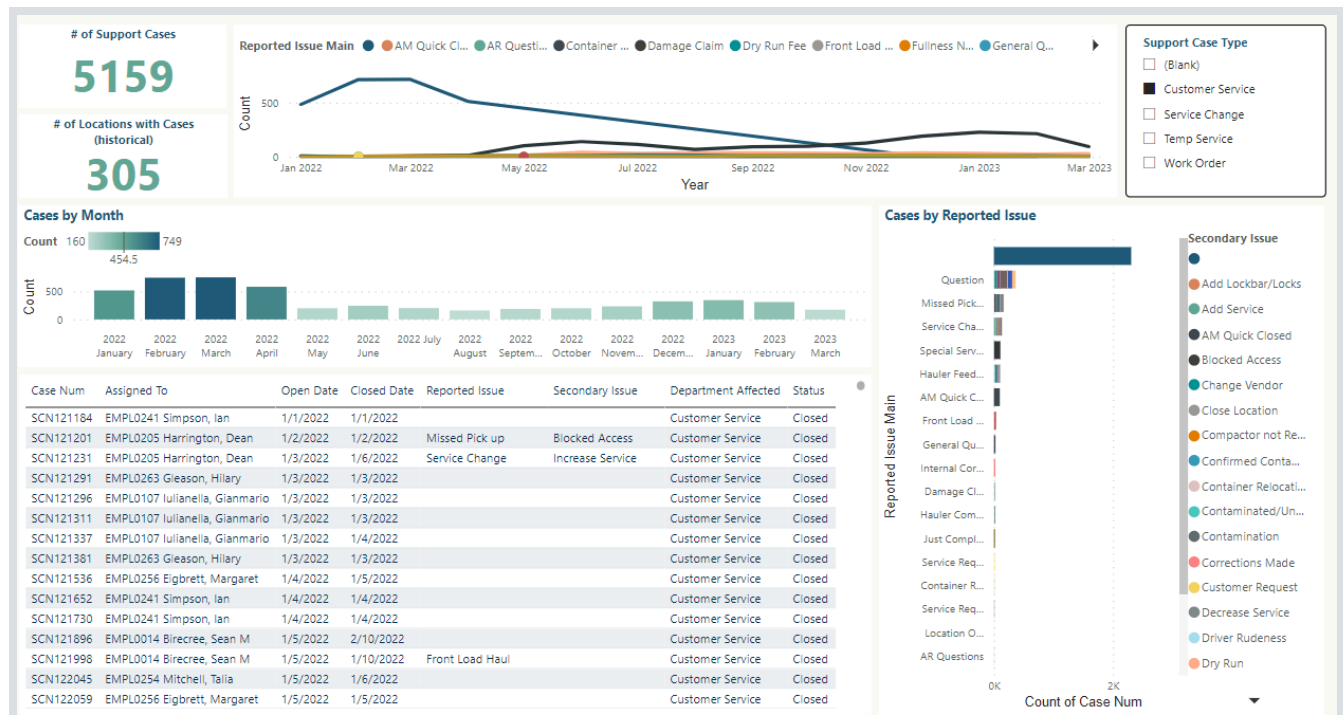 # of Support Cases
5159
# of Locations with Cases
(historical)
305
Reported Issue Main AM Quick Cl... AR Questi... Container ... Damage Claim Dry Run Fee Front Load ... Fullness N... General Q...
Count
500
0
Jan 2022 Mar 2022 May 2022 Jul 2022 Sep 2022 Nov 2022 Jan 2023 Mar 2023
Year
Support Case Type
(Blank)
Customer Service
Service Change
Temp Service
Work Order
Cases by Month
Count 160 749
454.5
Count
500
0
2022 January
2022 February
2022 March
2022 April
2022 May
2022 June
2022 July
2022 August
2022 Septem...
2022 October
2022 Novem...
2022 Decem...
2023 January
2023 February
2023 March
Case Num Assigned To Open Date Closed Date Reported Issue Secondary Issue Department Affected Status
SCN121184 EMPL0241 Simpson, Ian 1/1/2022 1/1/2022 Customer Service Closed
SCN121201 EMPL0205 Harrington, Dean 1/2/2022 1/2/2022 Missed Pick up Blocked Access Customer Service Closed
SCN121231 EMPL0205 Harrington, Dean 1/3/2022 1/6/2022 Service Change Increase Service Customer Service Closed
SCN121291 EMPL0263 Gleason, Hilary 1/3/2022 1/3/2022 Customer Service Closed
SCN121296 EMPL0107 Iulianella, Gianmario 1/3/2022 1/3/2022 Customer Service Closed
SCN121311 EMPL0107 Iulianella, Gianmario 1/3/2022 1/3/2022 Customer Service Closed
SCN121337 EMPL0107 Iulianella, Gianmario 1/3/2022 1/4/2022 Customer Service Closed
SCN121381 EMPL0263 Gleason, Hilary 1/3/2022 1/3/2022 Customer Service Closed
SCN121536 EMPL0256 Eigbrett, Margaret 1/4/2022 1/5/2022 Customer Service Closed
SCN121652 EMPL0241 Simpson, Ian 1/4/2022 1/4/2022 Customer Service Closed
SCN121730 EMPL0241 Simpson, Ian 1/4/2022 1/4/2022 Customer Service Closed
SCN121896 EMPL0014 Birecree, Sean M 1/5/2022 2/10/2022 Customer Service Closed
SCN121998 EMPL0014 Birecree, Sean M 1/5/2022 1/10/2022 Front Load Haul Customer Service Closed
SCN122045 EMPL0254 Mitchell, Talia 1/5/2022 1/6/2022 Customer Service Closed
SCN122059 EMPL0256 Eigbrett, Margaret 1/5/2022 1/5/2022 Customer Service Closed
Cases by Reported Issue
Reported Issue Main
Question
Missed Pick...
Service Cha...
Special Serv...
Hauler Feed...
AM Quick C...
Front Load ...
General Qu...
Internal Cor...
Damage Cl...
Hauler Com...
Just Compl...
Service Req...
Container R...
Service Req...
Location O...
AR Questions
0K 2K
Count of Case Num
Secondary Issue
Add Lockbar/Locks
Add Service
AM Quick Closed
Blocked Access
Change Vendor
Close Location
Compactor not Re...
Confirmed Conta...
Container Relocati...
Contaminated/Un...
Contamination
Corrections Made
Customer Request
Decrease Service
Driver Rudeness
Dry Run